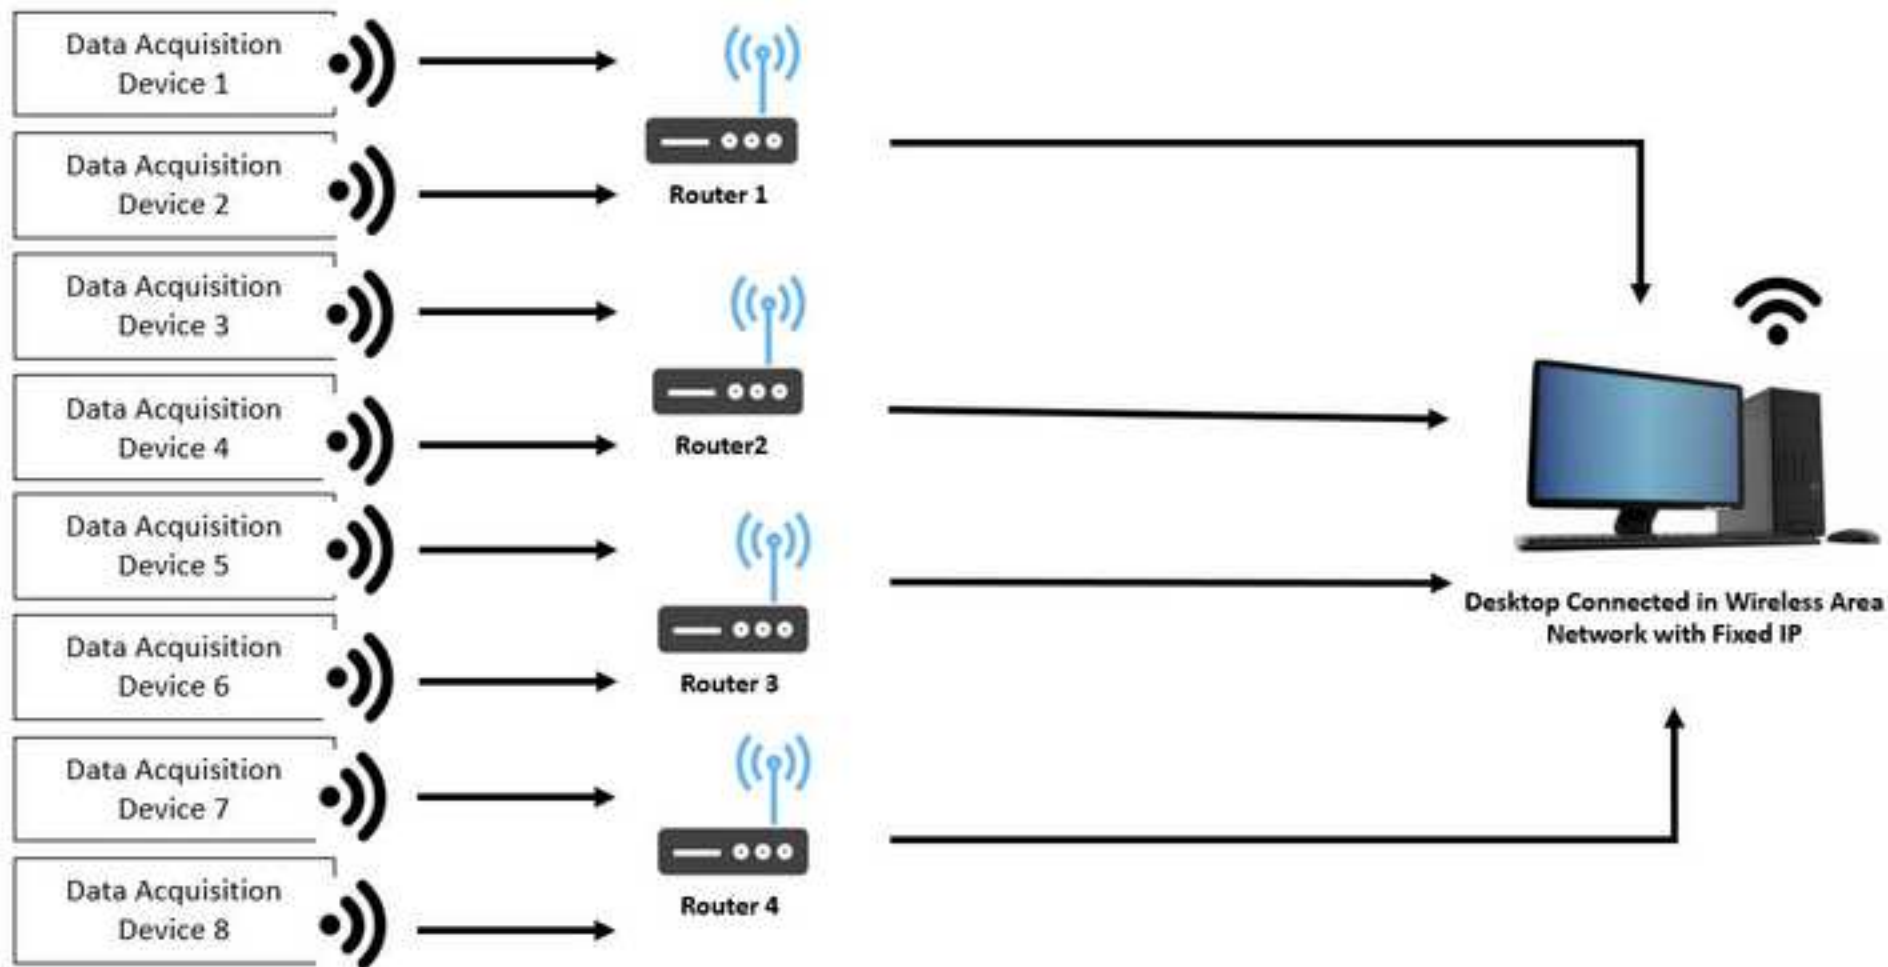 Data Acquisition
Device 1
Data Acquisition
Device 2
Data Acquisition
Device 3
Data Acquisition
Device 4
Data Acquisition
Device 5
Data Acquisition
Device 6
Data Acquisition
Device 7
Data Acquisition
Device 8
Router 1
Router2
Router 3
Router 4
Desktop Connected in Wireless Area
Network with Fixed IP